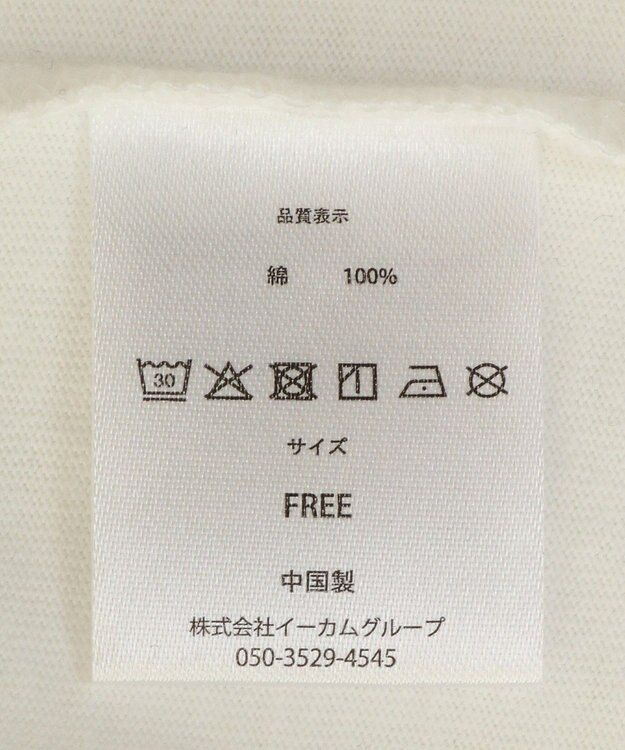 品質表示
綿 100%
30
サイズ
FREE
中国製
株式会社イーカムグループ
050-3529-4545